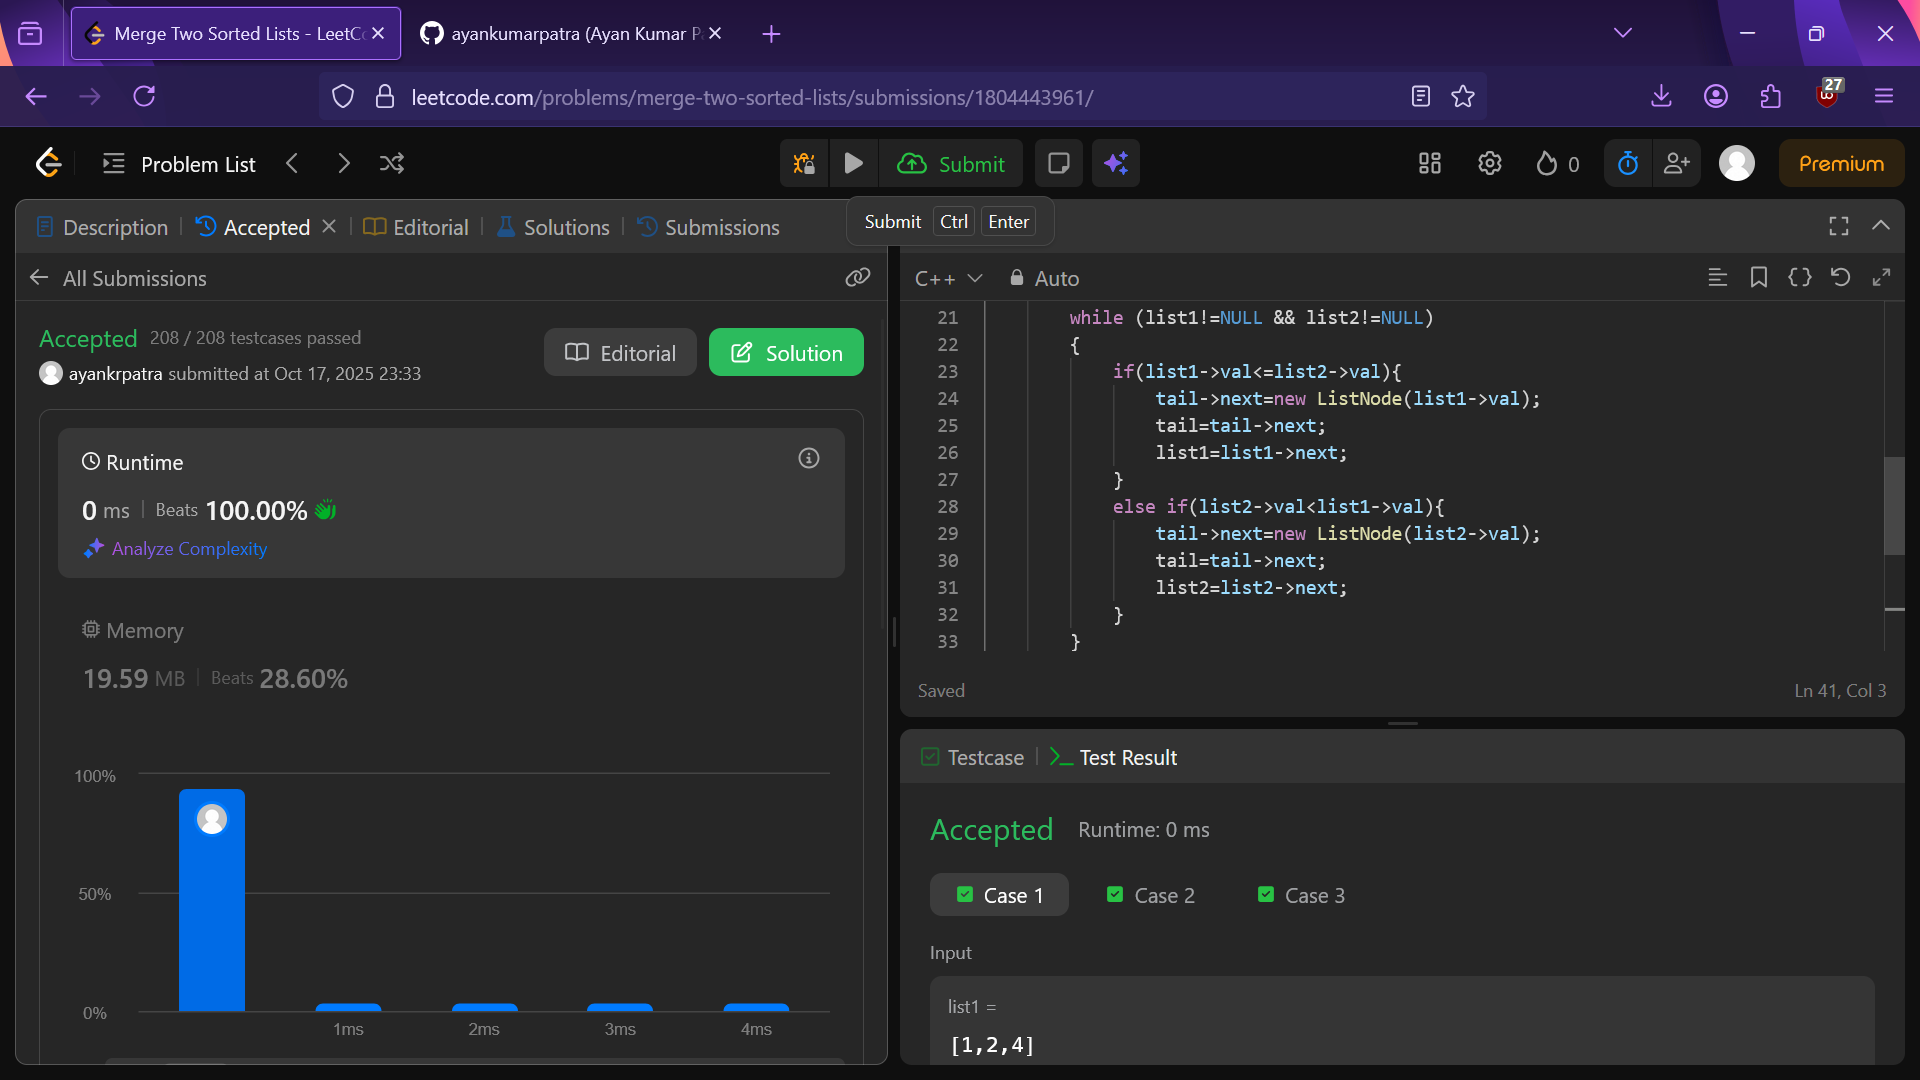 Merge Two Sorted Lists - LeetCo
ayankumarpatra (Ayan Kumar P
27
leetcode.com/problems/merge-two-sorted-lists/submissions/1804443961/
Problem List
Submit
0
Premium
Description
Accepted
Editorial
Solutions
Submissions
Submit Ctrl Enter
All Submissions
C++
Auto
Accepted 208 / 208 testcases passed
ayankrpatra submitted at Oct 17, 2025 23:33
Editorial
Solution
Runtime
0 ms Beats 100.00%
Analyze Complexity
Memory
19.59 MB Beats 28.60%
100%
50%
0%
1ms
2ms
3ms
4ms
21 while (list1!=NULL && list2!=NULL)
22 {
23 if(list1->val<=list2->val){
24 tail->next=new ListNode(list1->val);
25 tail=tail->next;
26 list1=list1->next;
27 }
28 else if(list2->val<list1->val){
29 tail->next=new ListNode(list2->val);
30 tail=tail->next;
31 list2=list2->next;
32 }
33 }
Saved
Ln 41, Col 3
Testcase
Test Result
Accepted Runtime: 0 ms
Case 1
Case 2
Case 3
Input
list1 =
[1,2,4]